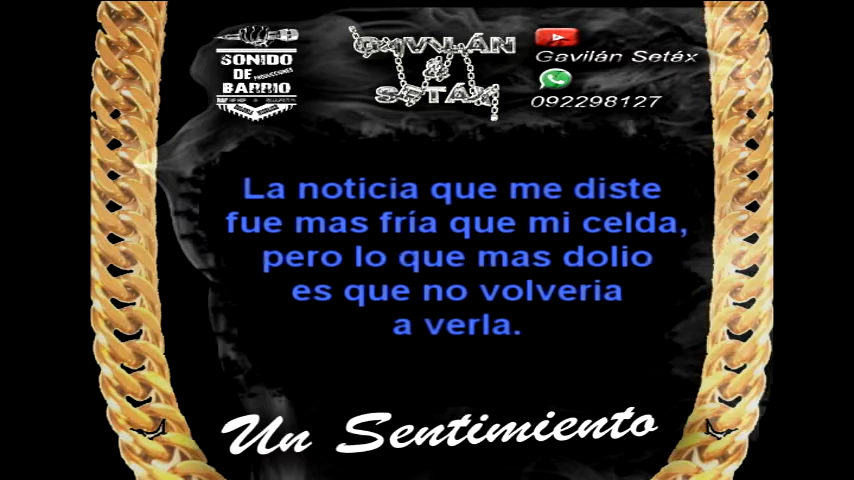 SONIDO
DE
PRODUCCIONES
BARRIO
GAVILÁN
&
SETÁX
Gavilán Setáx
092298127
La noticia que me diste
fue mas fría que mi celda,
pero lo que mas dolio
es que no volveria
a verla.
Un Sentimiento